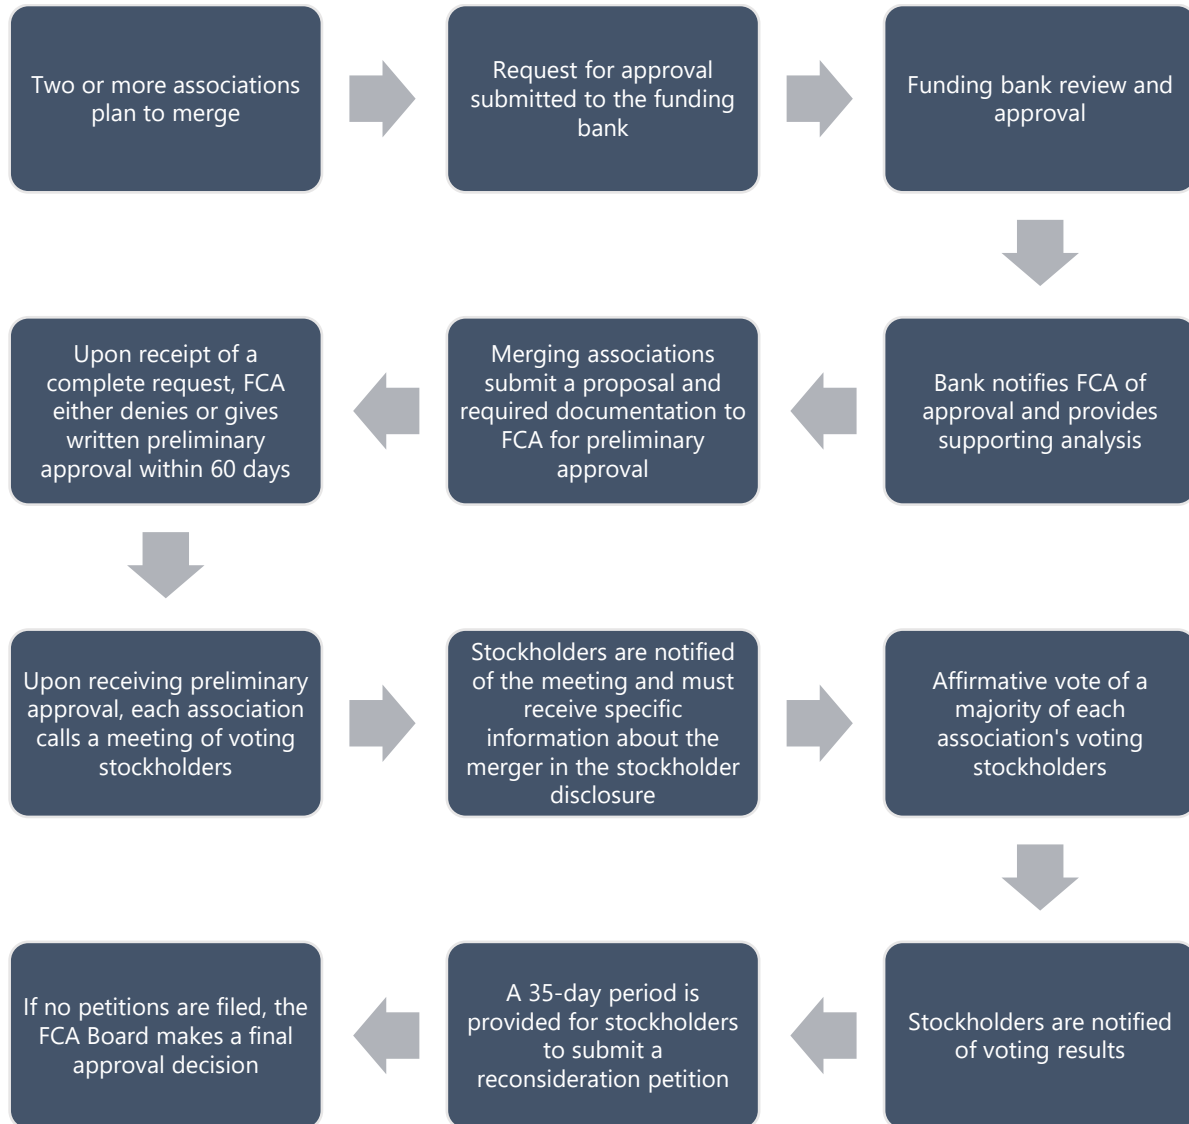 Two or more associations
plan to merge
Request for approval
submitted to the funding
bank
Funding bank review and
approval
Bank notifies FCA of
approval and provides
supporting analysis
Merging associations
submit a proposal and
required documentation to
FCA for preliminary
approval
Upon receipt of a
complete request, FCA
either denies or gives
written preliminary
approval within 60 days
Upon receiving preliminary
approval, each association
calls a meeting of voting
stockholders
Stockholders are notified
of the meeting and must
receive specific
information about the
merger in the stockholder
disclosure
Affirmative vote of a
majority of each
association's voting
stockholders
Stockholders are notified
of voting results
A 35-day period is
provided for stockholders
to submit a
reconsideration petition
If no petitions are filed, the
FCA Board makes a final
approval decision